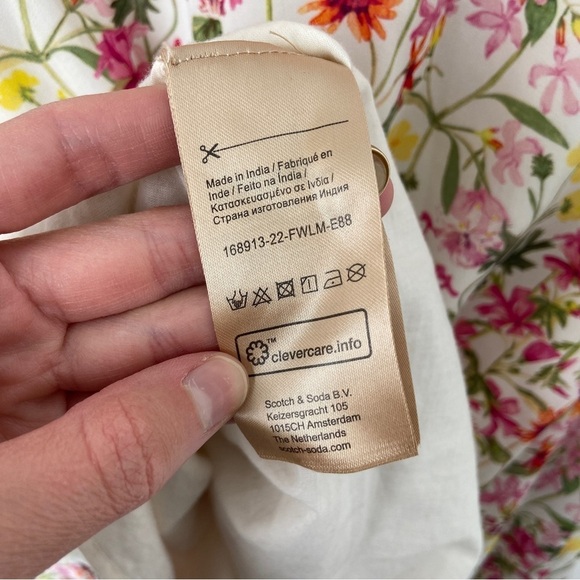 Made in India / Fabriqué en
Inde / Feito na Índia /
Κατασκευασμένο σε Ινδία /
Страна изготовления Индия
168913-22-FWLM-E88
™ clevercare.info
Scotch & Soda B.V.
Keizersgracht 105
1015CH Amsterdam
The Netherlands
scotch-soda.com